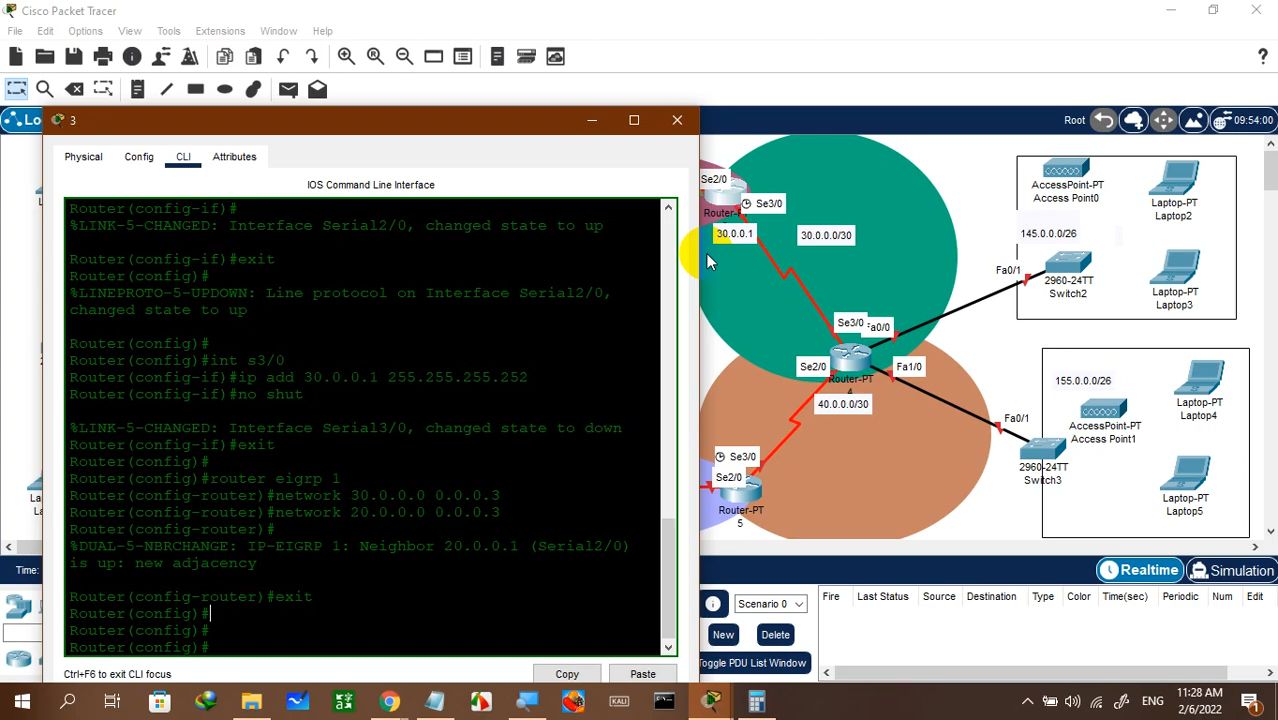 Cisco Packet Tracer
File Edit Options View Tools Extensions Window Help
Root
09:54:00
3
Physical Config CLI Attributes
IOS Command Line Interface
Router(config-if)#
%LINK-5-CHANGED: Interface Serial2/0, changed state to up
Router(config-if)#exit
Router(config)#
%LINEPROTO-5-UPDOWN: Line protocol on Interface Serial2/0,
changed state to up
Router(config)#
Router(config)#int s3/0
Router(config-if)#ip add 30.0.0.1 255.255.255.252
Router(config-if)#no shut
%LINK-5-CHANGED: Interface Serial3/0, changed state to down
Router(config-if)#exit
Router(config)#
Router(config)#router eigrp 1
Router(config-router)#network 30.0.0.0 0.0.0.3
Router(config-router)#network 20.0.0.0 0.0.0.3
Router(config-router)#
%DUAL-5-NBRCHANGE: IP-EIGRP 1: Neighbor 20.0.0.1 (Serial2/0)
is up: new adjacency
Router(config-router)#exit
Router(config)#
Router(config)#
Router(config)#
Ctrl+F6 to exit CLI focus
Copy
Paste
Se2/0
Se3/0
30.0.0.1
30.0.0.0/30
AccessPoint-PT
Access Point0
Laptop-PT
Laptop2
145.0.0.0/26
Fa0/1
2960-24TT
Switch2
Laptop-PT
Laptop3
Se3/0
Fa0/0
Se2/0
Fa1/0
Router-PT
4
40.0.0.0/30
155.0.0.0/26
Laptop-PT
Laptop4
AccessPoint-PT
Access Point1
Fa0/1
2960-24TT
Switch3
Laptop-PT
Laptop5
Se3/0
Se2/0
Router-PT
5
Time:
Realtime
Simulation
Scenario 0
New
Delete
Toggle PDU List Window
Fire Last Status Source Destination Type Color Time(sec) Periodic Num Edit
KALI
ENG
11:28 AM
2/6/2022